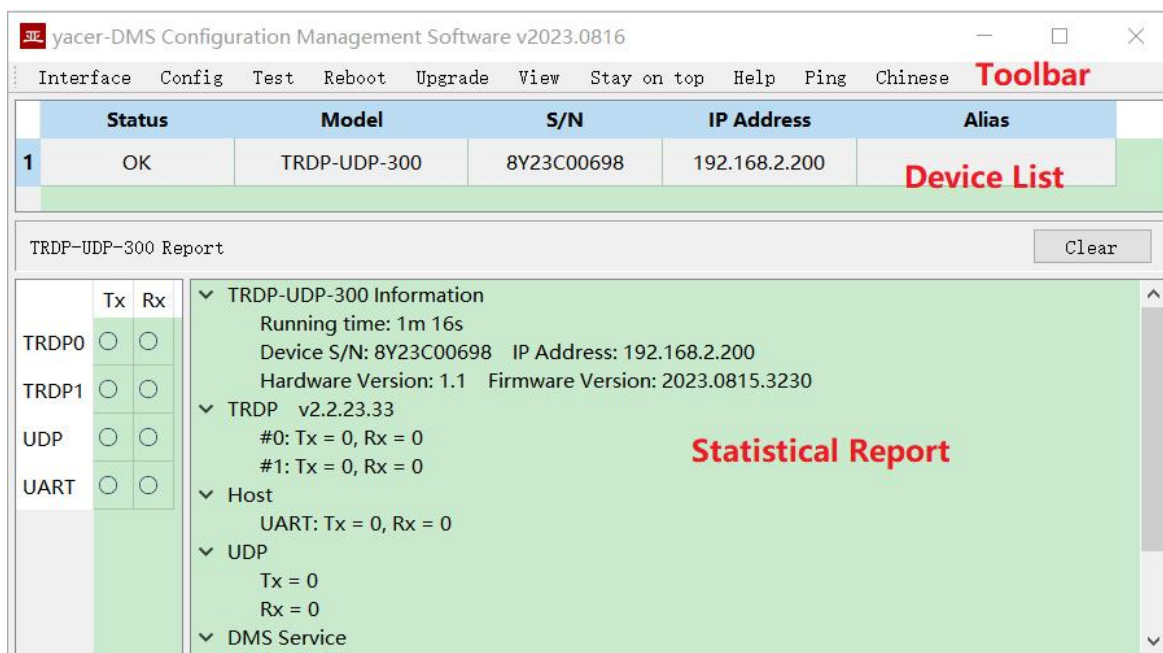 yacer-DMS Configuration Management Software v2023.0816
Interface Config Test Reboot Upgrade View Stay on top Help Ping Chinese Toolbar
Status Model S/N IP Address Alias
1 OK TRDP-UDP-300 8Y23C00698 192.168.2.200
Device List
TRDP-UDP-300 Report Clear
Tx Rx
TRDP0
TRDP1
UDP
UART
TRDP-UDP-300 Information
Running time: 1m 16s
Device S/N: 8Y23C00698 IP Address: 192.168.2.200
Hardware Version: 1.1 Firmware Version: 2023.0815.3230
TRDP v2.2.23.33
#0: Tx = 0, Rx = 0
#1: Tx = 0, Rx = 0
Host
UART: Tx = 0, Rx = 0
UDP
Tx = 0
Rx = 0
DMS Service
Statistical Report